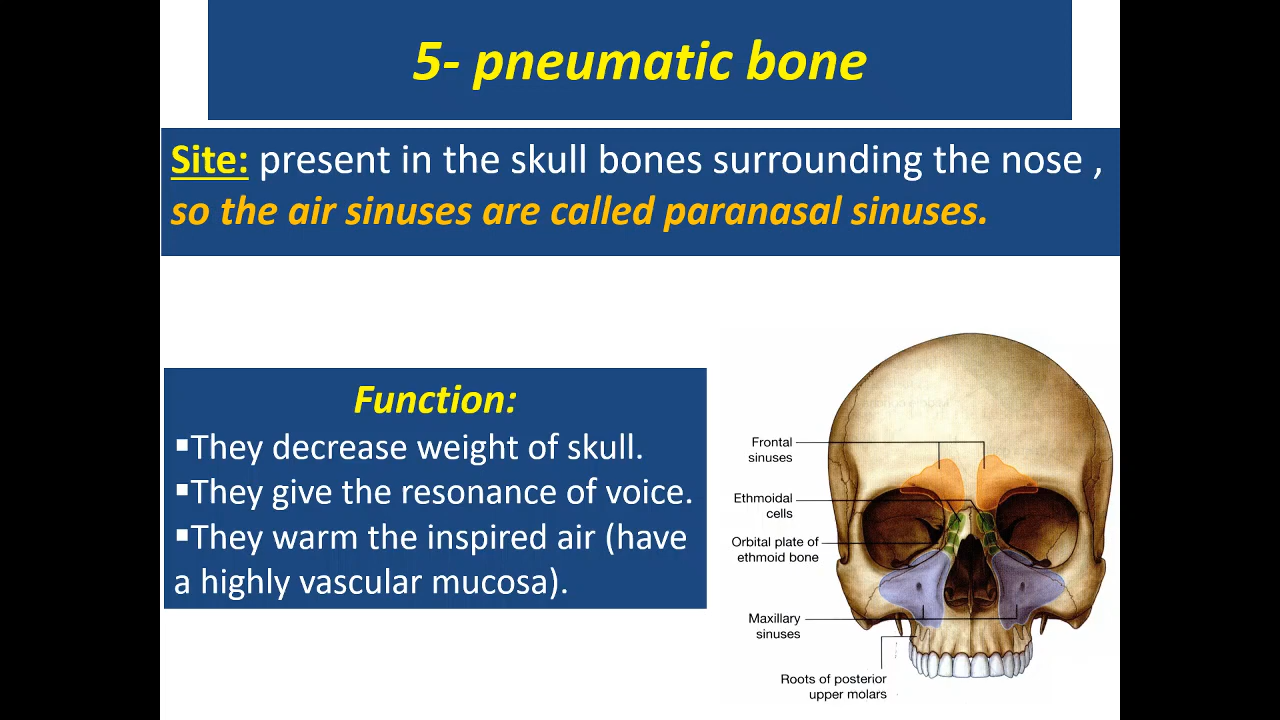 5- pneumatic bone
Site: present in the skull bones surrounding the nose ,
so the air sinuses are called paranasal sinuses.
Function:
▪They decrease weight of skull.
▪They give the resonance of voice.
▪They warm the inspired air (have
a highly vascular mucosa).
Frontal
sinuses
Ethmoidal
cells
Orbital plate of
ethmoid bone
Maxillary
sinuses
Roots of posterior
upper molars